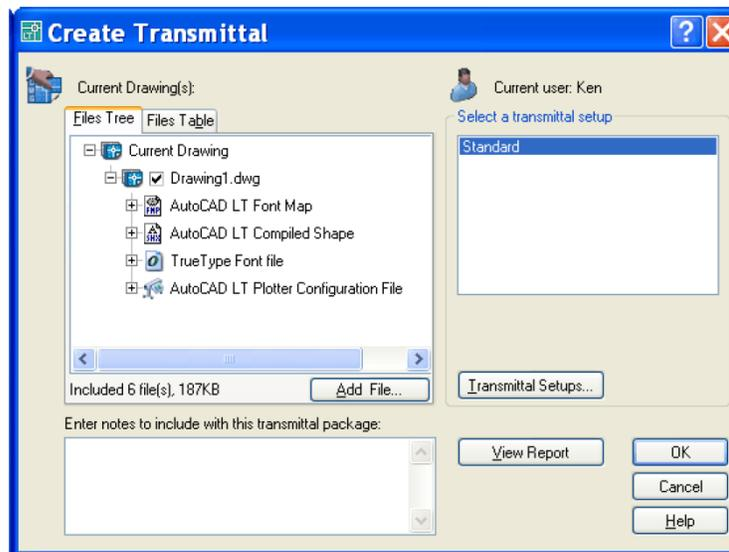 Create Transmittal
Current Drawing(s):
Current user: Ken
Files Tree
Files Table
Select a transmittal setup
Current Drawing
Drawing1.dwg
AutoCAD LT Font Map
AutoCAD LT Compiled Shape
TrueType Font file
AutoCAD LT Plotter Configuration File
Standard
Included 6 file(s), 187KB
Add File...
Transmittal Setups...
Enter notes to include with this transmittal package:
View Report
OK
Cancel
Help